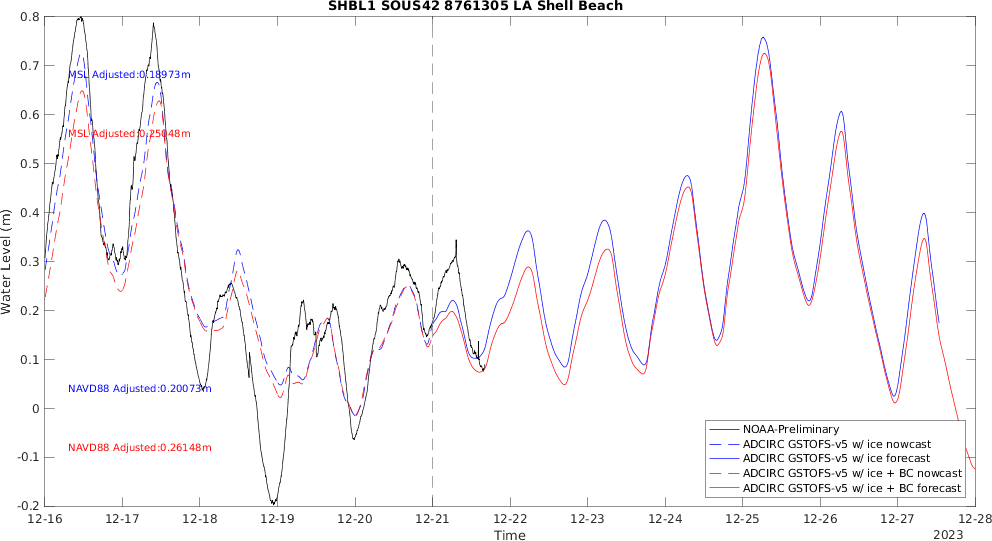 SHBL1 SOUS42 8761305 LA Shell Beach
0.8
0.7
0.6
0.5
0.4
0.3
0.2
0.1
0
-0.1
-0.2
Water Level (m)
MSL Adjusted:0.18973m
MSL Adjusted:0.25048m
NAVD88 Adjusted:0.20073m
NAVD88 Adjusted:0.26148m
NOAA-Preliminary
ADCIRC GSTOFS-v5 w/ ice nowcast
ADCIRC GSTOFS-v5 w/ ice forecast
ADCIRC GSTOFS-v5 w/ ice + BC nowcast
ADCIRC GSTOFS-v5 w/ ice + BC forecast
12-16 12-17 12-18 12-19 12-20 12-21 12-22 12-23 12-24 12-25 12-26 12-27 12-28
Time
2023